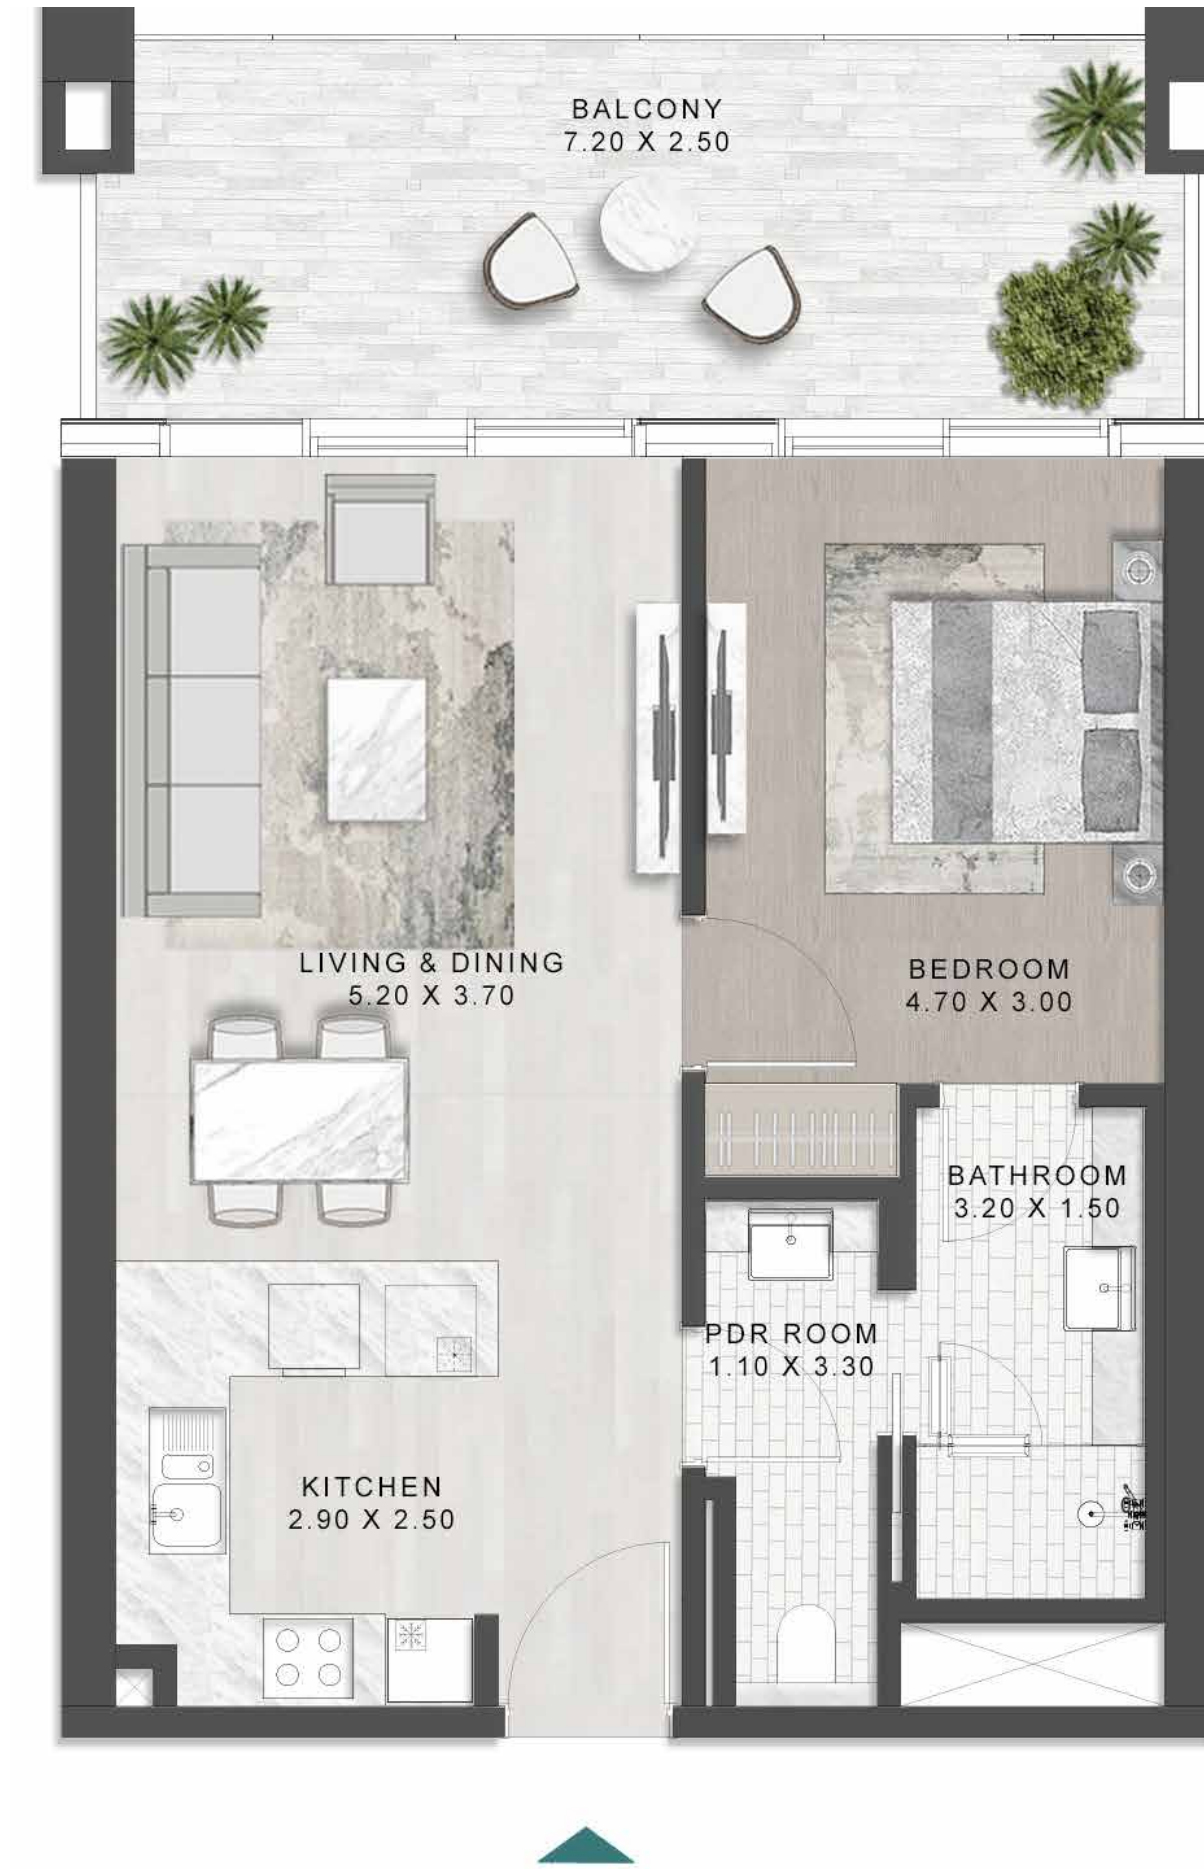 BALCONY
7.20 X 2.50
LIVING & DINING
5.20 X 3.70
BEDROOM
4.70 X 3.00
BATHROOM
3.20 X 1.50
PDR ROOM
1.10 X 3.30
KITCHEN
2.90 X 2.50